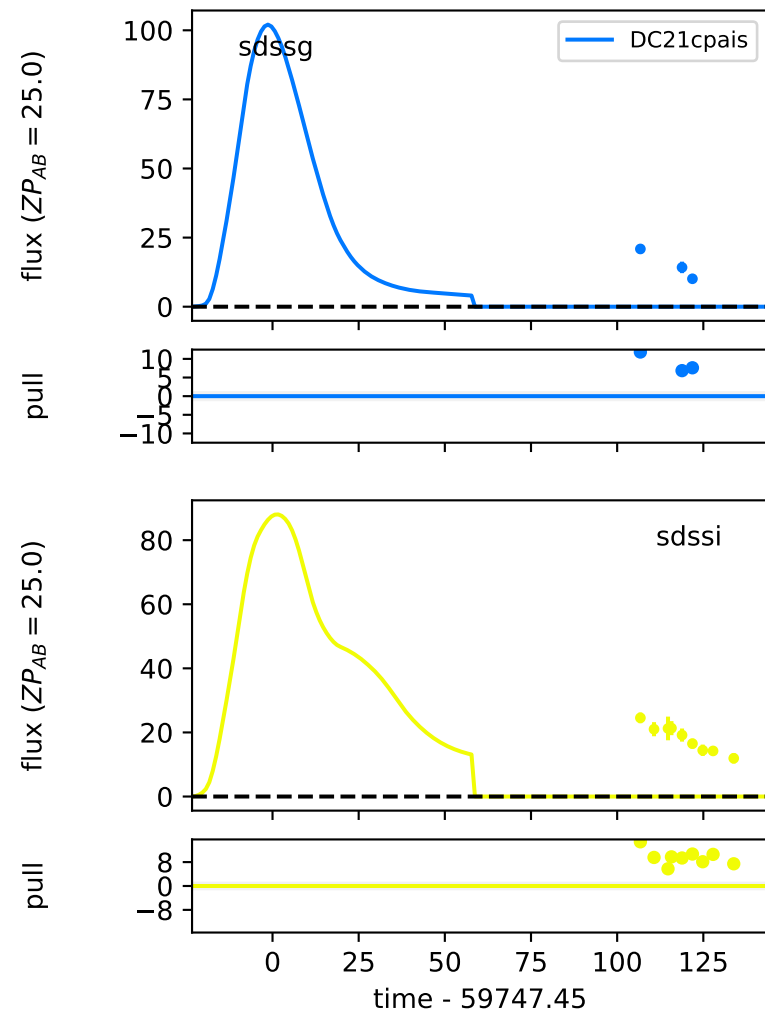 100
75
50
25
0
flux (ZP_AB = 25.0)
sdssg
DC21cpais
10
5
0
−5
−10
pull
80
60
40
20
0
flux (ZP_AB = 25.0)
sdssi
8
0
−8
pull
0 25 50 75 100 125
time - 59747.45